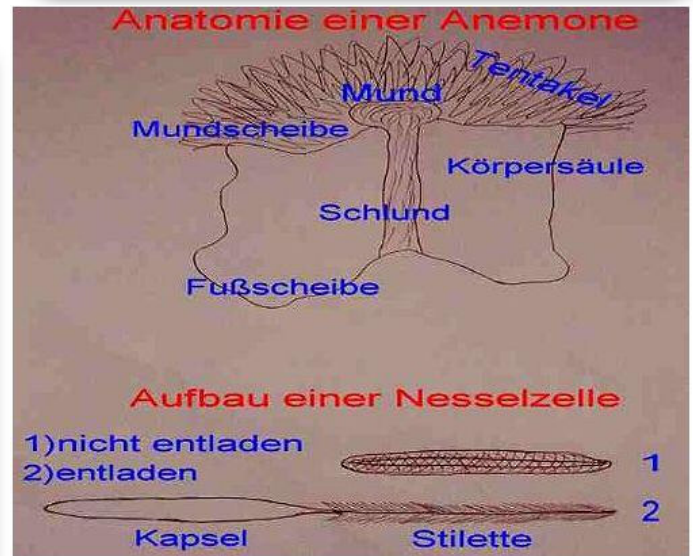 Anatomie einer Anemone
Tentakel
Mund
Mundscheibe
Körpersäule
Schlund
Fußscheibe
Aufbau einer Nesselzelle
1)nicht entladen
1
2)entladen
2
Kapsel
Stilette